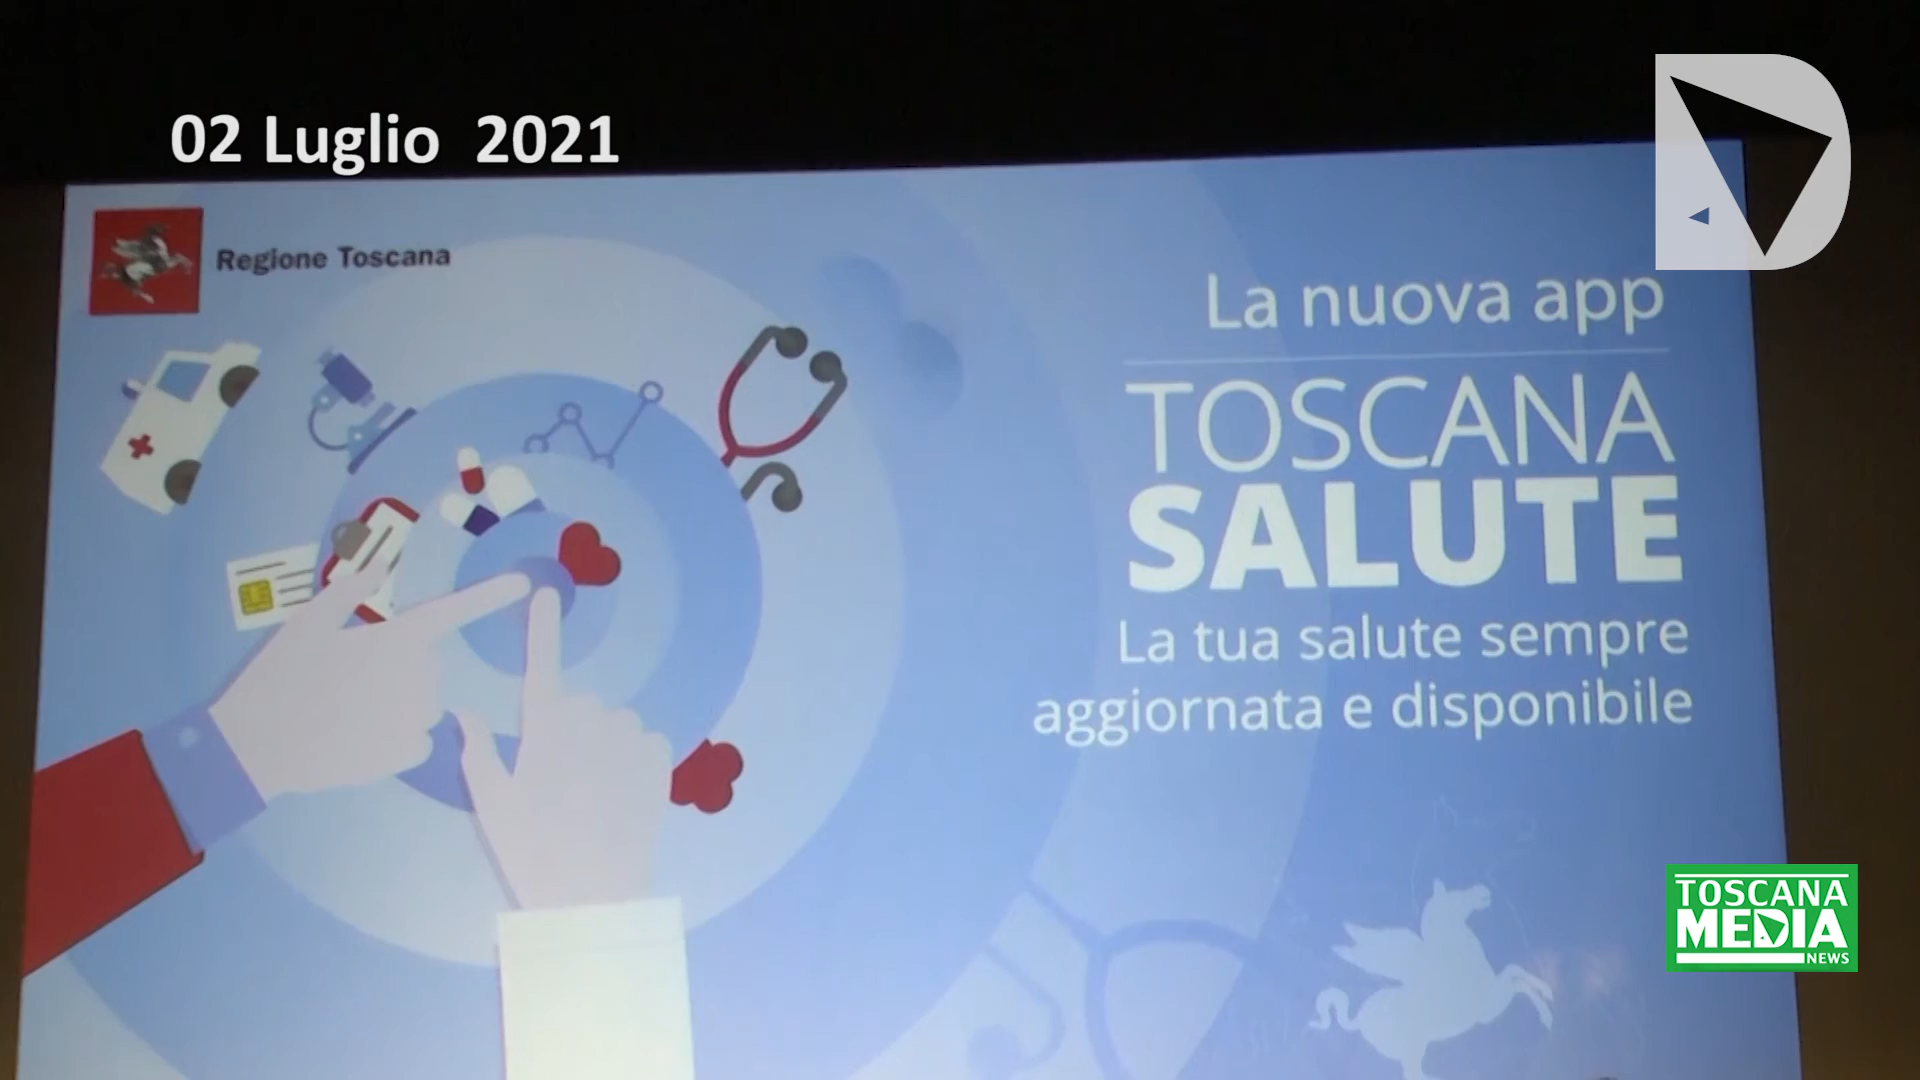 02 Luglio 2021
Regione Toscana
La nuova app
TOSCANA
SALUTE
La tua salute sempre
aggiornata e disponibile
TOSCANA
MEDIA
NEWS